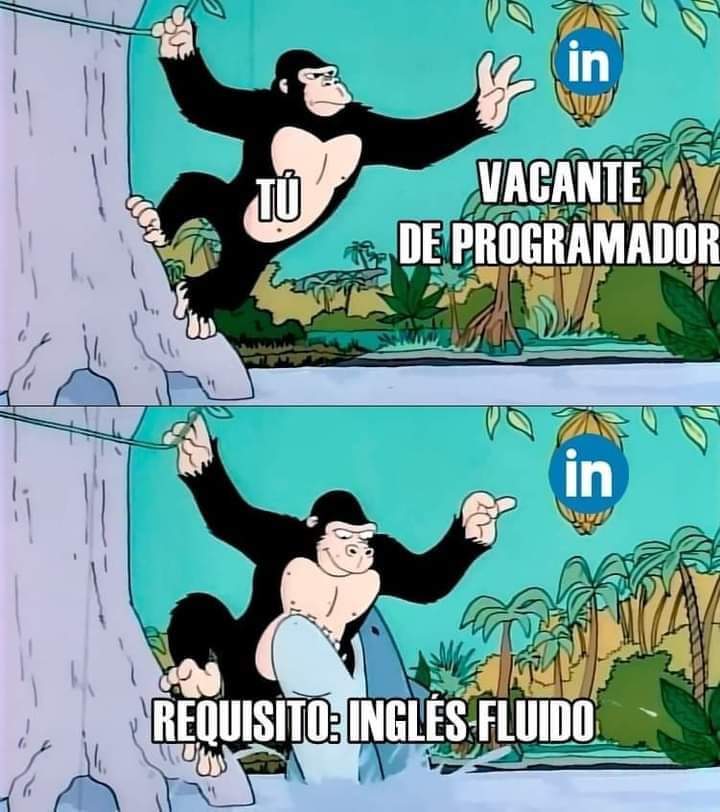 in
TÚ
VACANTE
DE PROGRAMADOR
in
REQUISITO: INGLÉS FLUIDO